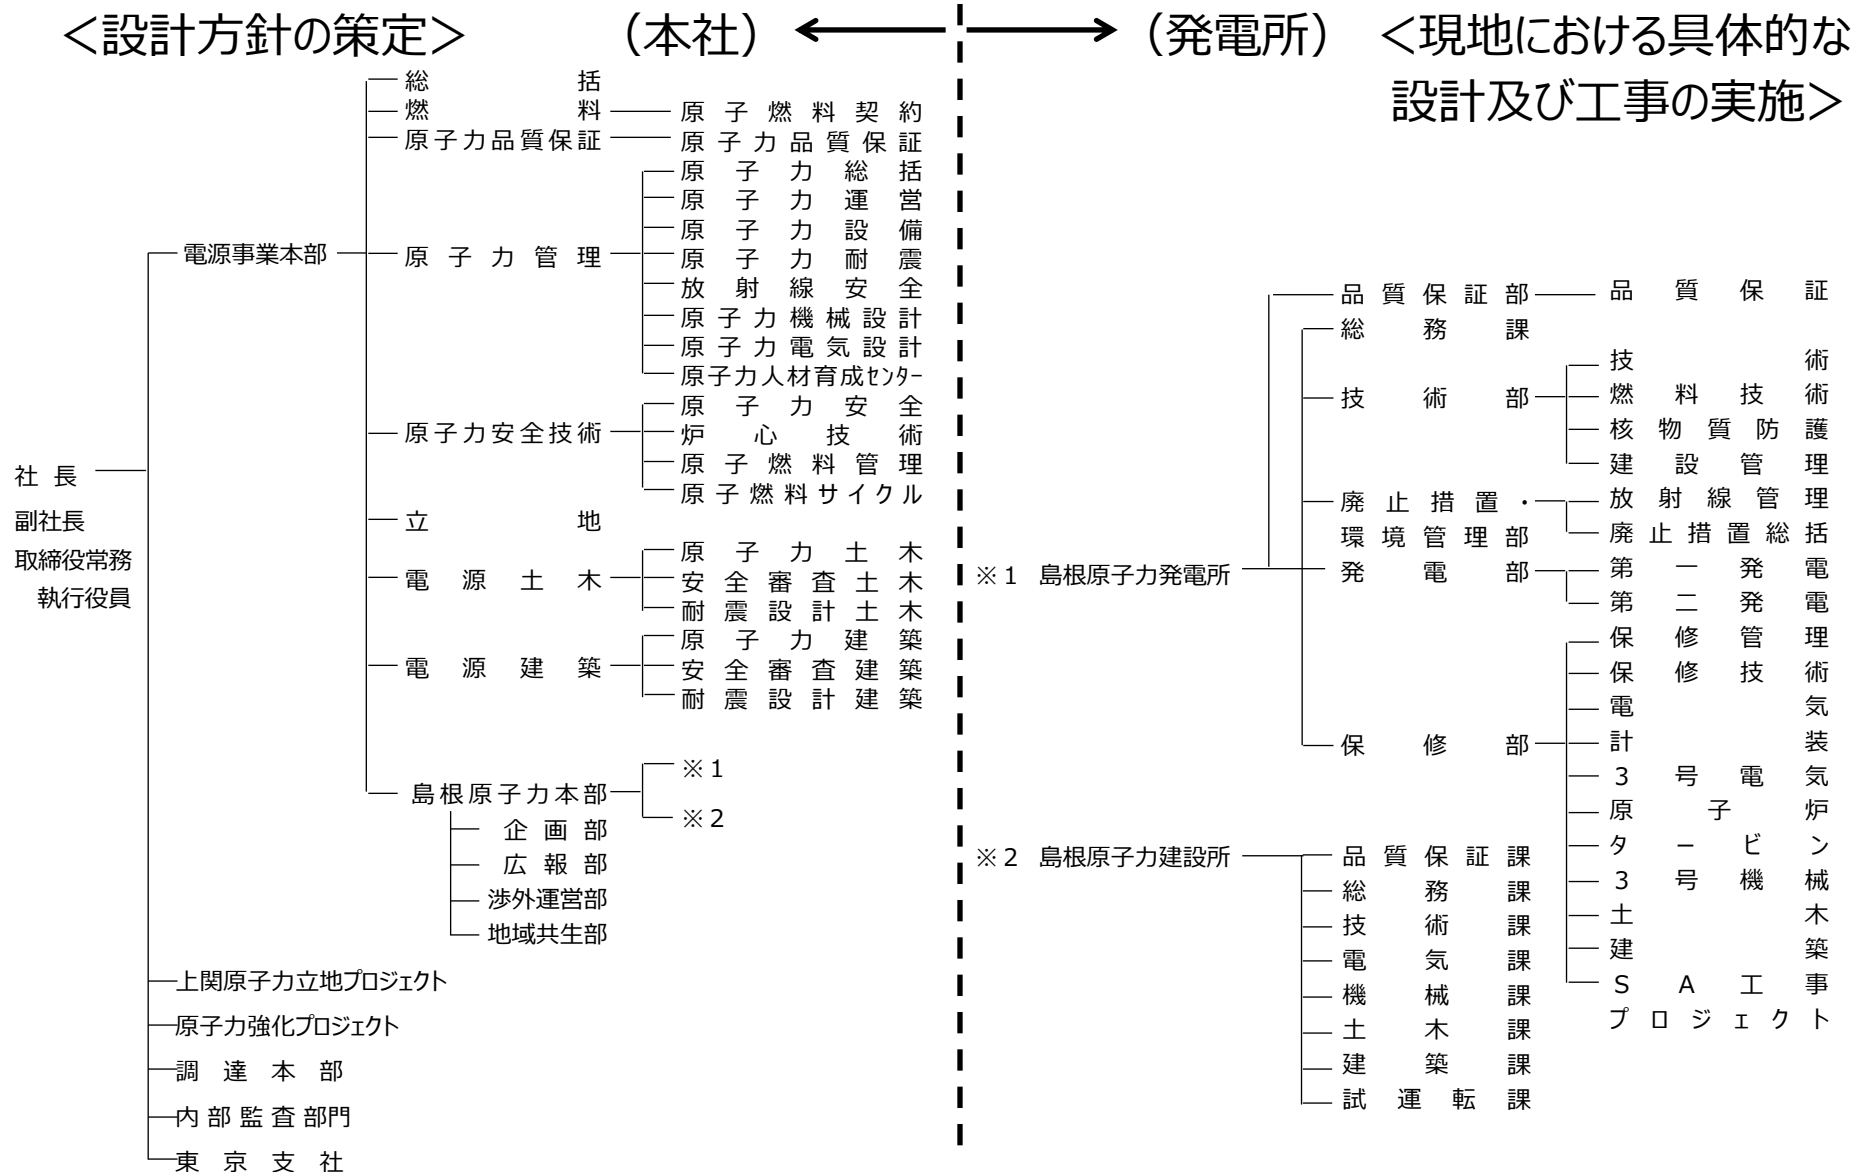 ＜設計方針の策定＞
（本社）
（発電所）
＜現地における具体的な
設計及び工事の実施＞
社長
副社長
取締役常務
執行役員
電源事業本部
総括
燃料
原子燃料契約
原子力品質保証
原子力品質保証
原子力管理
原子力総括
原子力運営
原子力設備
原子力耐震
放射線安全
原子力機械設計
原子力電気設計
原子力人材育成ｾﾝﾀｰ
原子力安全技術
原子力安全
炉心技術
原子燃料管理
原子燃料サイクル
立地
電源土木
原子力土木
安全審査土木
耐震設計土木
電源建築
原子力建築
安全審査建築
耐震設計建築
島根原子力本部
※1
※2
企画部
広報部
渉外運営部
地域共生部
上関原子力立地プロジェクト
原子力強化プロジェクト
調達本部
内部監査部門
東京支社
※1 島根原子力発電所
品質保証部
品質保証
総務課
技術部
技術
燃料技術
核物質防護
建設管理
廃止措置・
環境管理部
放射線管理
廃止措置総括
発電部
第一発電
第二発電
保修部
保修管理
保修技術
電気
計装
3号電気
原子炉
タービン
3号機械
土木
建築
SA工事
プロジェクト
※2 島根原子力建設所
品質保証課
総務課
技術課
電気課
機械課
土木課
建築課
試運転課